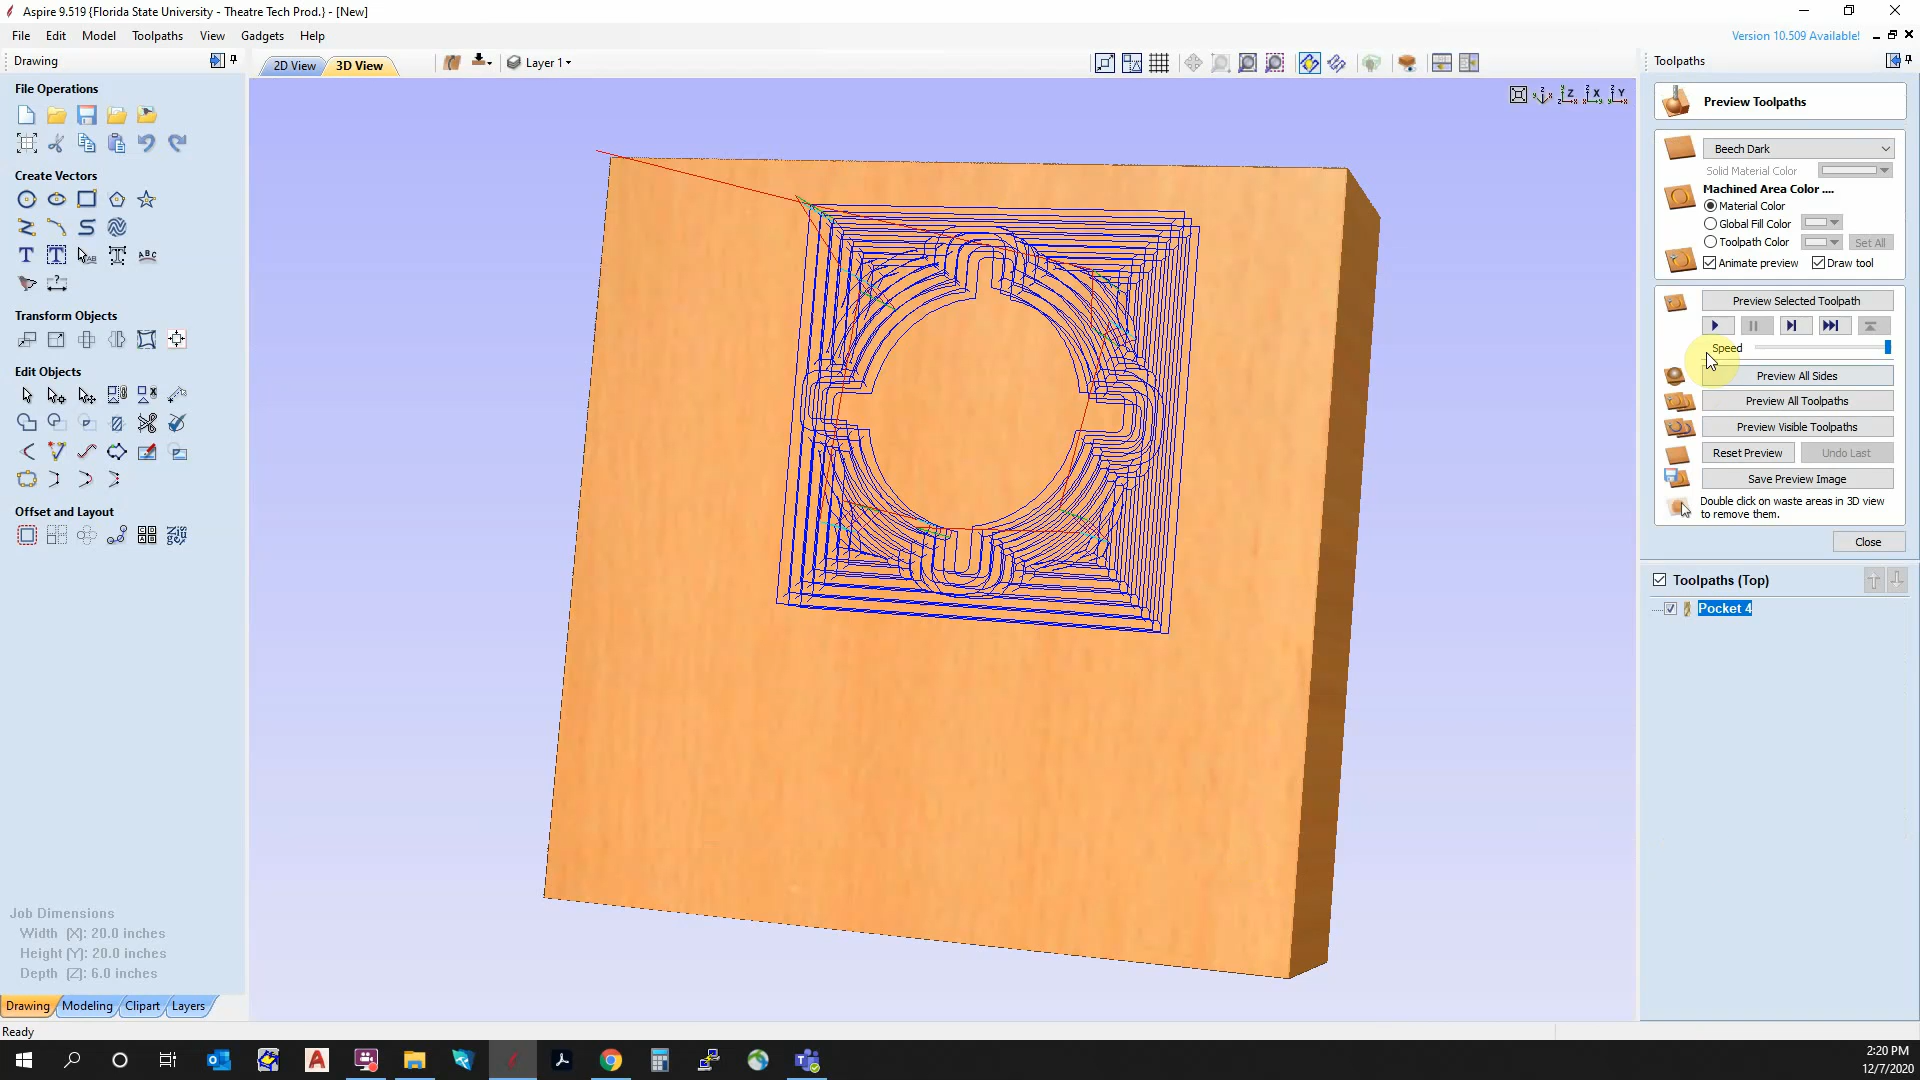 Aspire 9.519 {Florida State University - Theatre Tech Prod.} - [New]
File Edit Model Toolpaths View Gadgets Help
Version 10.509 Available!
Drawing
2D View
3D View
Layer 1
Toolpaths
File Operations
Create Vectors
Transform Objects
Edit Objects
Offset and Layout
Job Dimensions
Width (X): 20.0 inches
Height (Y): 20.0 inches
Depth (Z): 6.0 inches
Drawing Modeling Clipart Layers
Ready
Preview Toolpaths
Beech Dark
Solid Material Color
Machined Area Color ....
Material Color
Global Fill Color
Toolpath Color
Set All
Animate preview
Draw tool
Preview Selected Toolpath
Speed
Preview All Sides
Preview All Toolpaths
Preview Visible Toolpaths
Reset Preview
Undo Last
Save Preview Image
Double click on waste areas in 3D view
to remove them.
Close
Toolpaths (Top)
Pocket 4
2:20 PM
12/7/2020